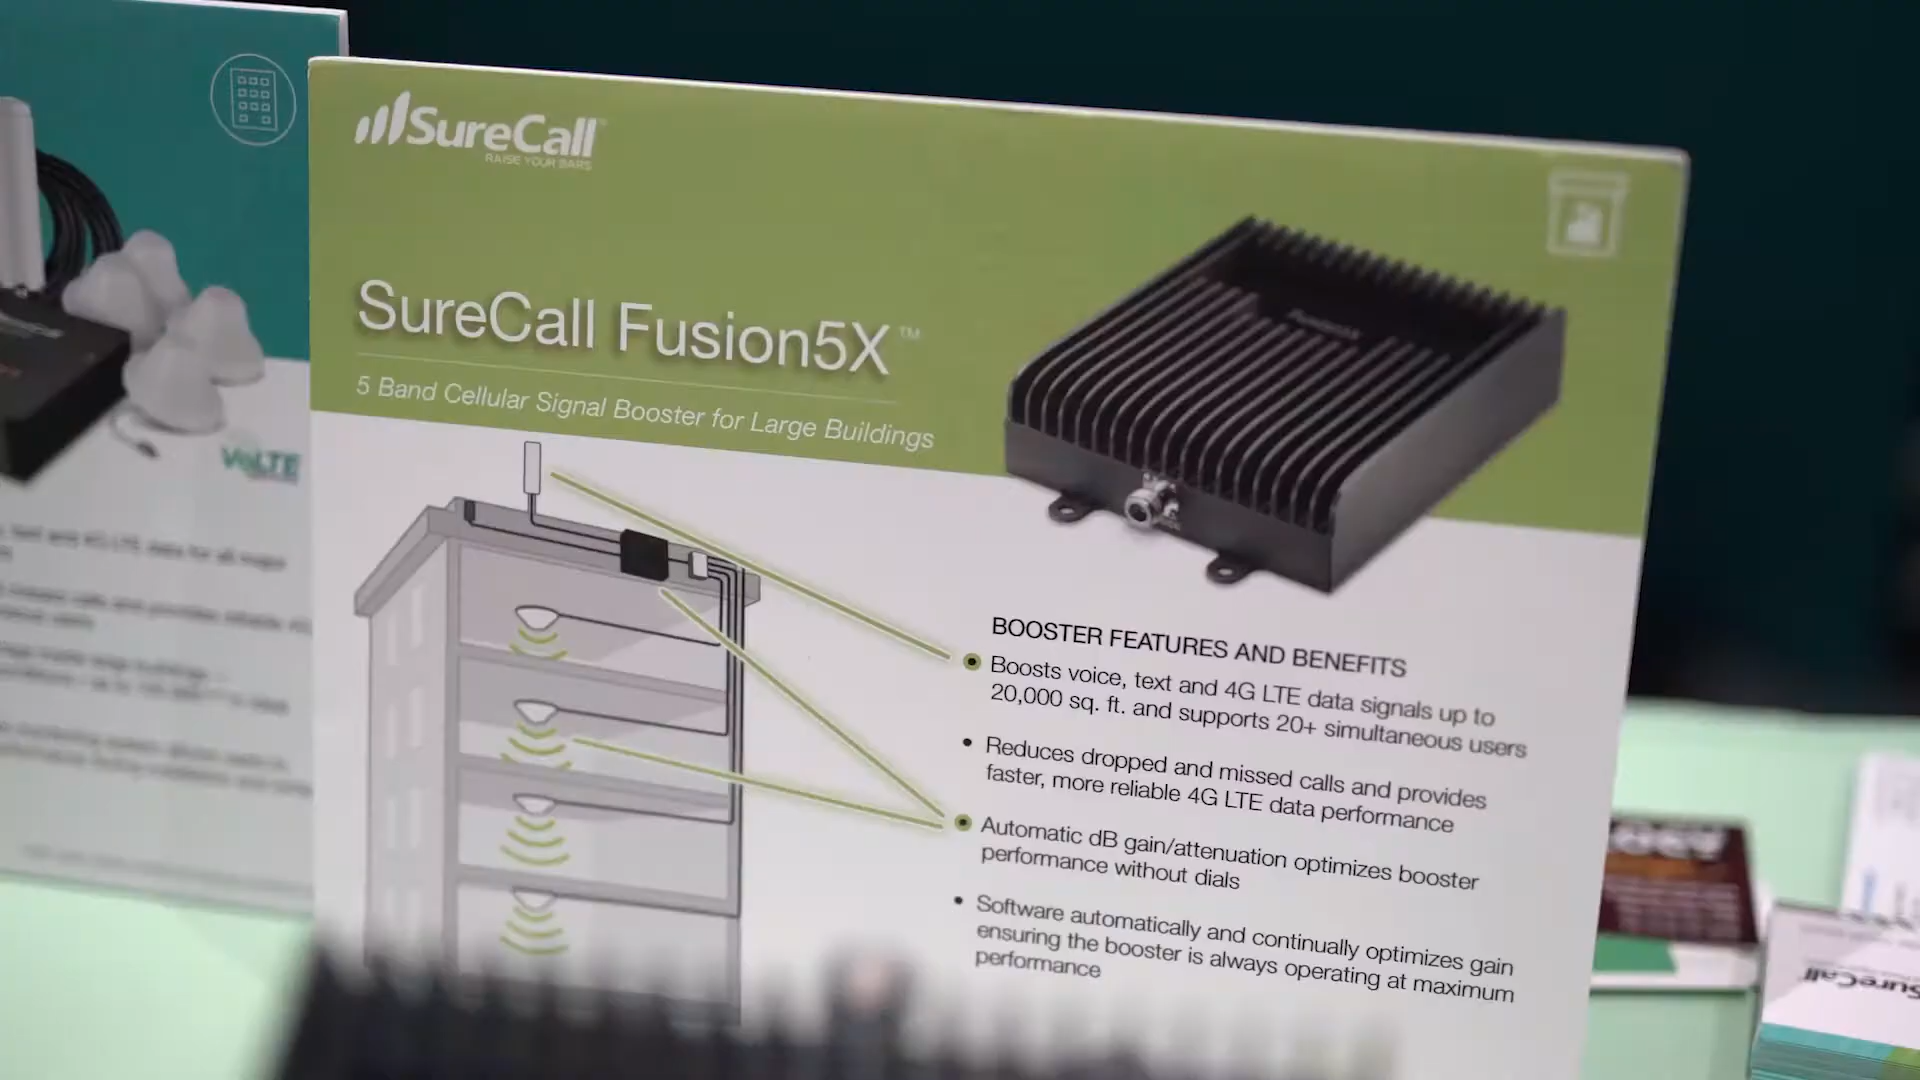 SureCall
RAISE YOUR BARS
SureCall Fusion5X™
5 Band Cellular Signal Booster for Large Buildings
VoLTE
BOOSTER FEATURES AND BENEFITS
• Boosts voice, text and 4G LTE data signals up to
20,000 sq. ft. and supports 20+ simultaneous users
• Reduces dropped and missed calls and provides
faster, more reliable 4G LTE data performance
• Automatic dB gain/attenuation optimizes booster
performance without dials
• Software automatically and continually optimizes gain
ensuring the booster is always operating at maximum
performance
SureCall